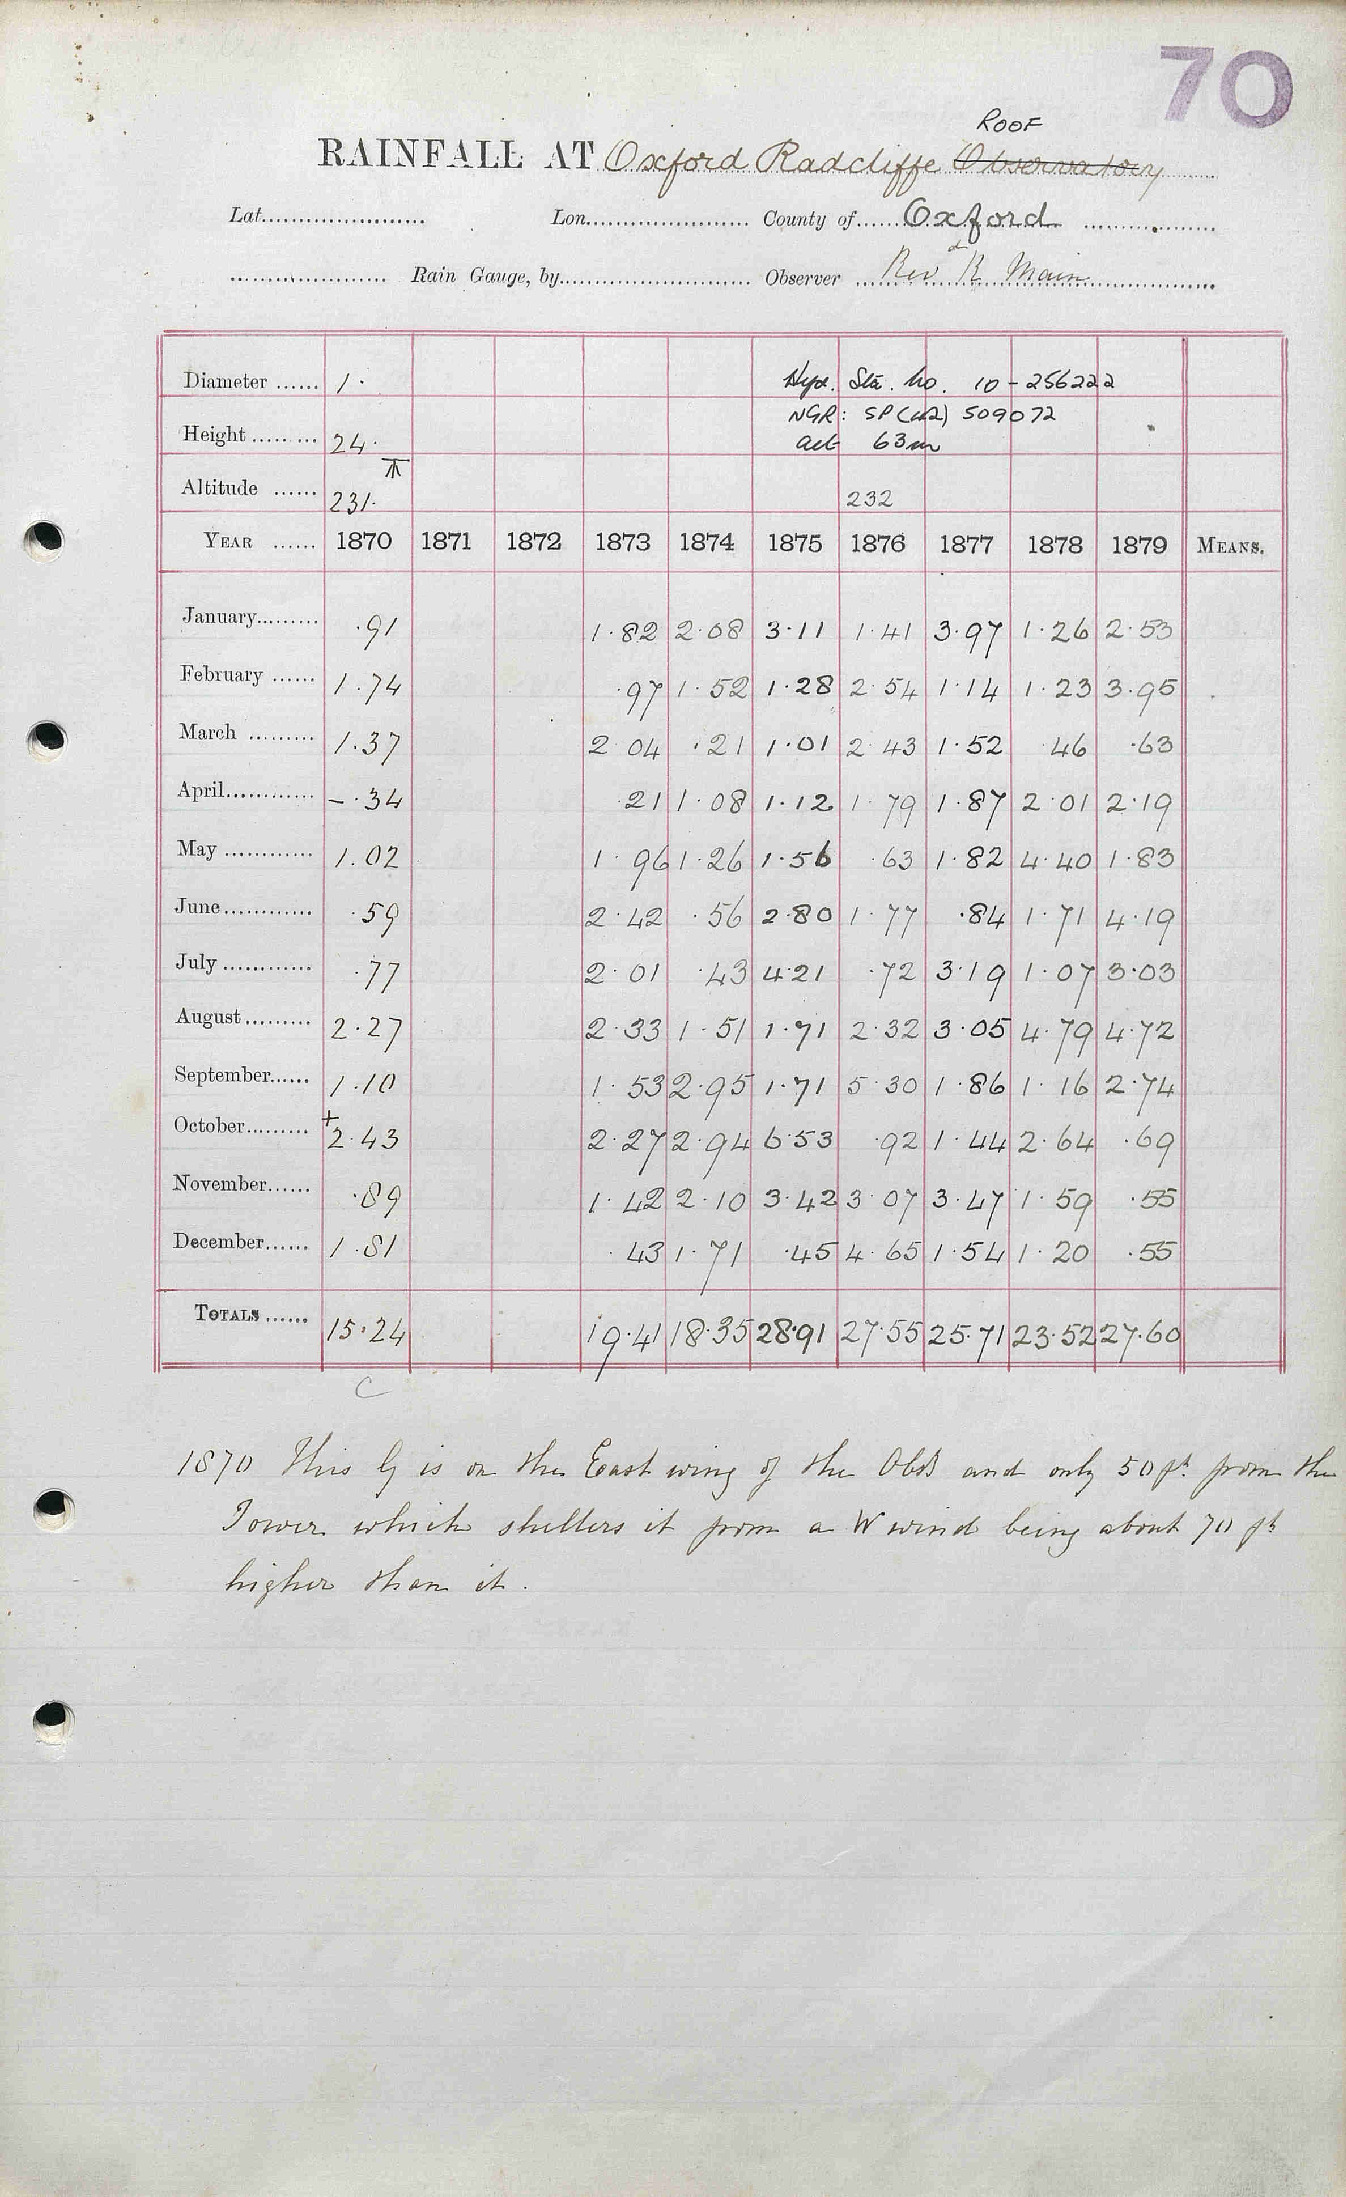 70
ROOF
RAINFALL AT Oxford Radcliffe Observatory
Lat........................ Lon........................ County of...... Oxford
........................ Rain Gauge, by........................ Observer Revd R Main
Diameter ...... 1. Hyd. Sta. No. 10-256222
NGR: SP(42) 509072
Height ......... 24. alt 63m
Altitude ...... 231. 232
YEAR ...... 1870 1871 1872 1873 1874 1875 1876 1877 1878 1879 MEANS.
January......... .91 1.82 2.08 3.11 1.41 3.97 1.26 2.53
February ...... 1.74 .97 1.52 1.28 2.54 1.14 1.23 3.95
March ......... 1.37 2 04 .21 1.01 2 43 1.52 46 .63
April............ -.34 21 1.08 1.12 1.79 1.87 2.01 2.19
May ............ 1.02 1.96 1.26 1.56 .63 1.82 4.40 1.83
June............ .59 2.42 .56 2.80 1.77 .84 1.71 4.19
July ............ .77 2.01 .43 4.21 .72 3.19 1.07 3.03
August......... 2.27 2.33 1.51 1.71 2.32 3.05 4.79 4.72
September...... 1.10 1.53 2.95 1.71 5.30 1.86 1.16 2.74
October......... +2.43 2.27 2.94 6.53 .92 1.44 2.64 .69
November...... .89 1.42 2.10 3.42 3.07 3.47 1.59 .55
December...... 1.81 .43 1.71 .45 4.65 1.54 1.20 .55
TOTALS ...... 15.24 19.41 18.35 28.91 27.55 25.71 23.52 27.60
C
1870 This G is on the East wing of the Obs and only 50 ft from the
Tower which shelters it from a W wind being about 70 ft
higher than it.